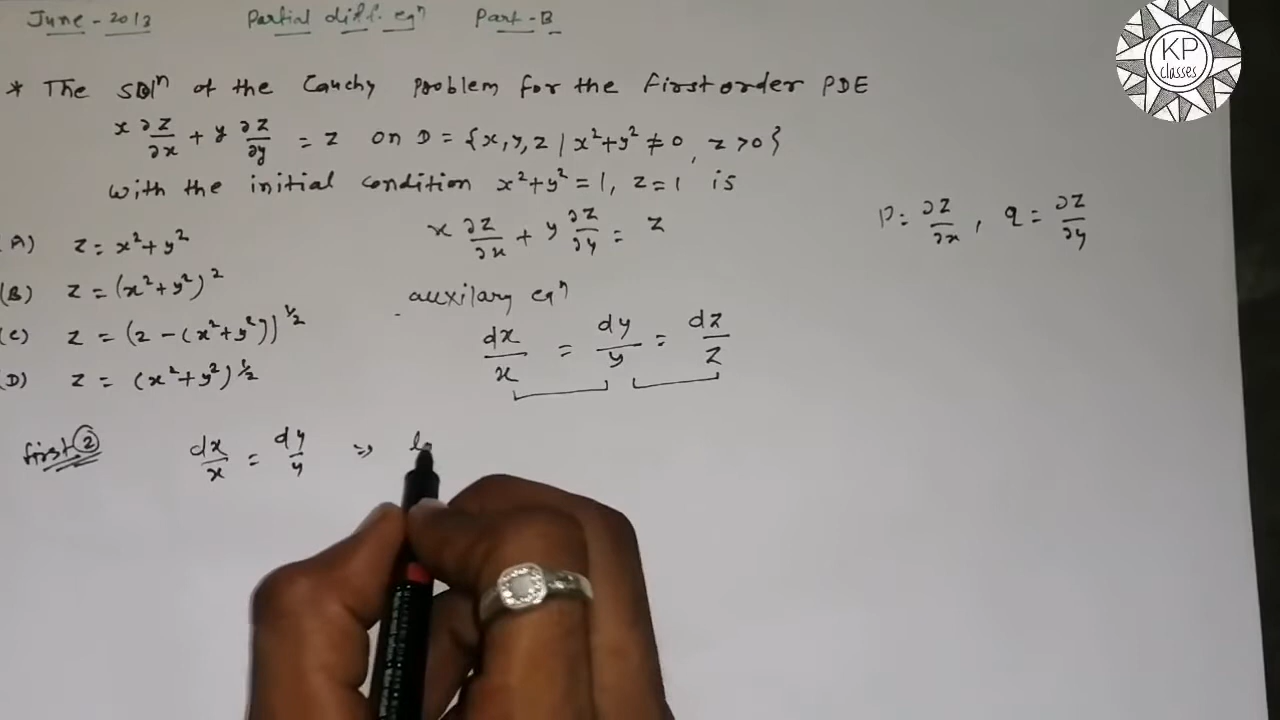 June - 2013 Partial diff. eqⁿ Part - B
KP classes
* The Solⁿ of the Cauchy Problem for the first order PDE
x ∂z/∂x + y ∂z/∂y = z on D = {x, y, z | x² + y² ≠ 0, z > 0}
with the initial condition x² + y² = 1, z = 1 is
A) z = x² + y²
(B) z = (x² + y²)²
(C) z = (2 - (x² + y²))^½
(D) z = (x² + y²)^½
x ∂z/∂x + y ∂z/∂y = z
P = ∂z/∂x, q = ∂z/∂y
auxilary eqⁿ
dx/x = dy/y = dz/z
first ② dx/x = dy/y ⇒